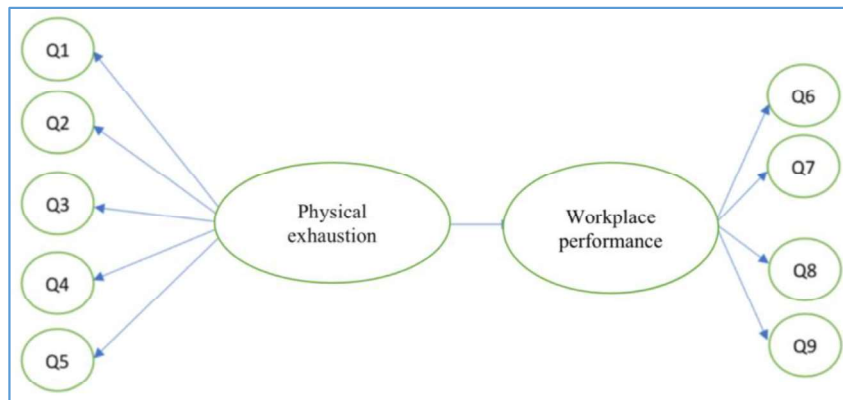 Q1
Q2
Q3
Q4
Q5
Physical
exhaustion
Workplace
performance
Q6
Q7
Q8
Q9